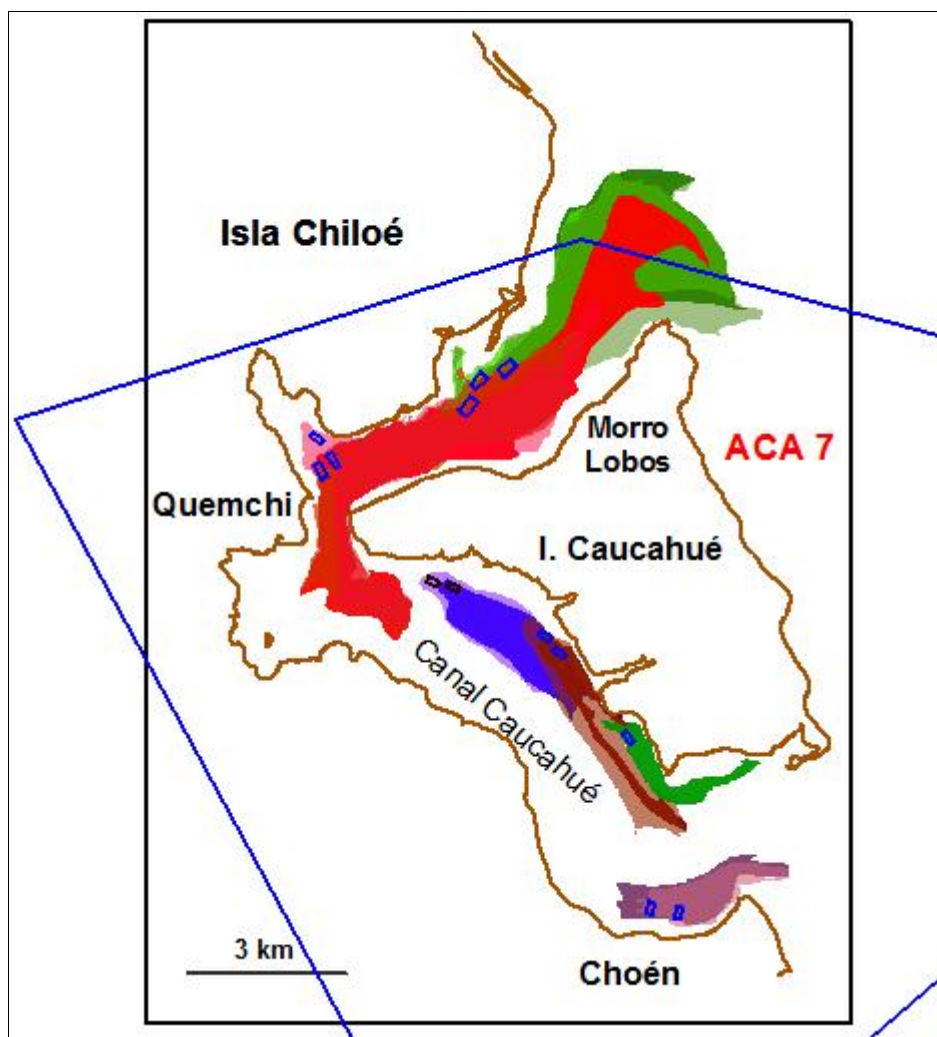 Isla Chiloé
Morro
Lobos
ACA 7
Quemchi
I. Caucahué
Canal Caucahué
3 km
Choén